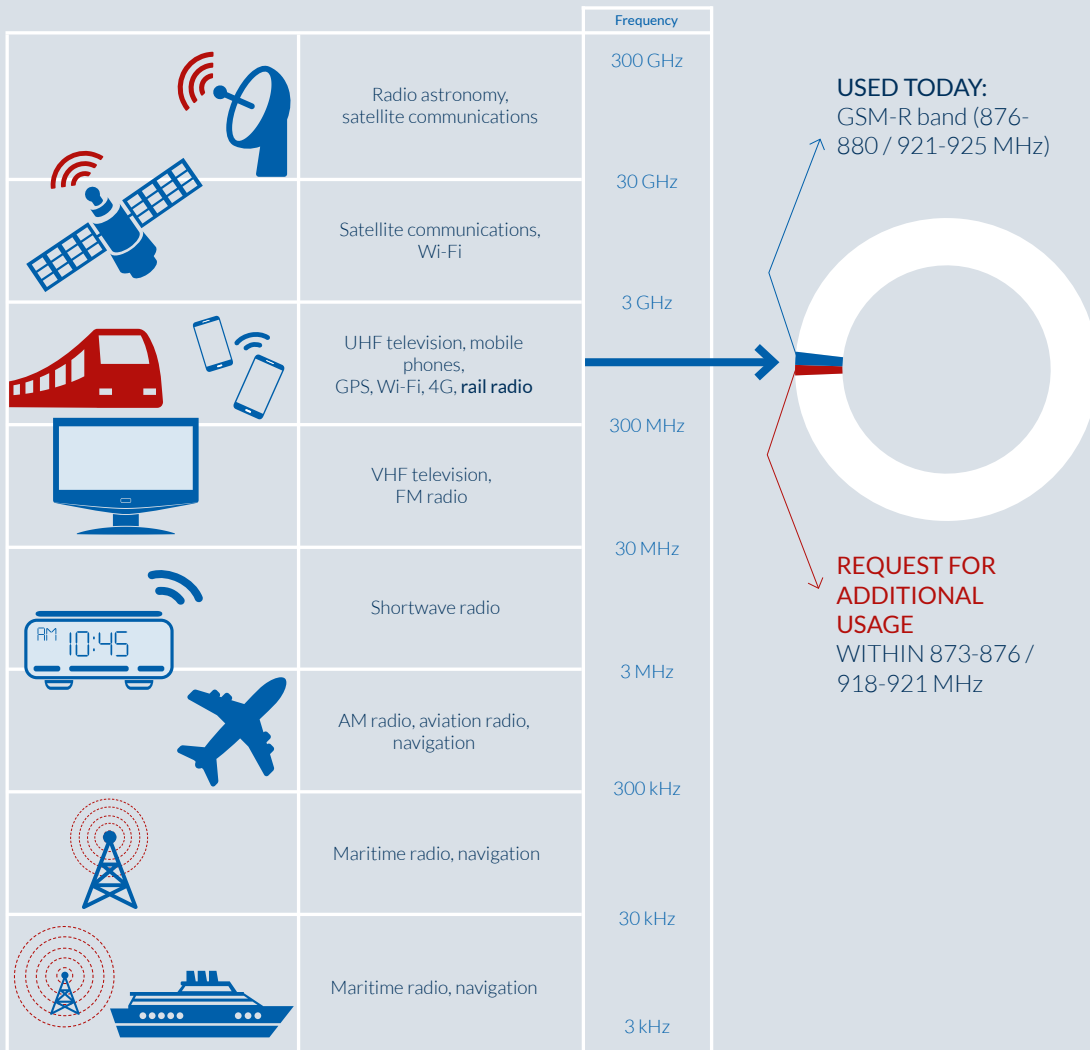 Frequency
300 GHz
Radio astronomy,
satellite communications
30 GHz
Satellite communications,
Wi-Fi
3 GHz
UHF television, mobile
phones,
GPS, Wi-Fi, 4G, rail radio
300 MHz
VHF television,
FM radio
30 MHz
Shortwave radio
AM 10:45
3 MHz
AM radio, aviation radio,
navigation
300 kHz
Maritime radio, navigation
30 kHz
Maritime radio, navigation
3 kHz
USED TODAY:
GSM-R band (876-
880 / 921-925 MHz)
REQUEST FOR
ADDITIONAL
USAGE
WITHIN 873-876 /
918-921 MHz